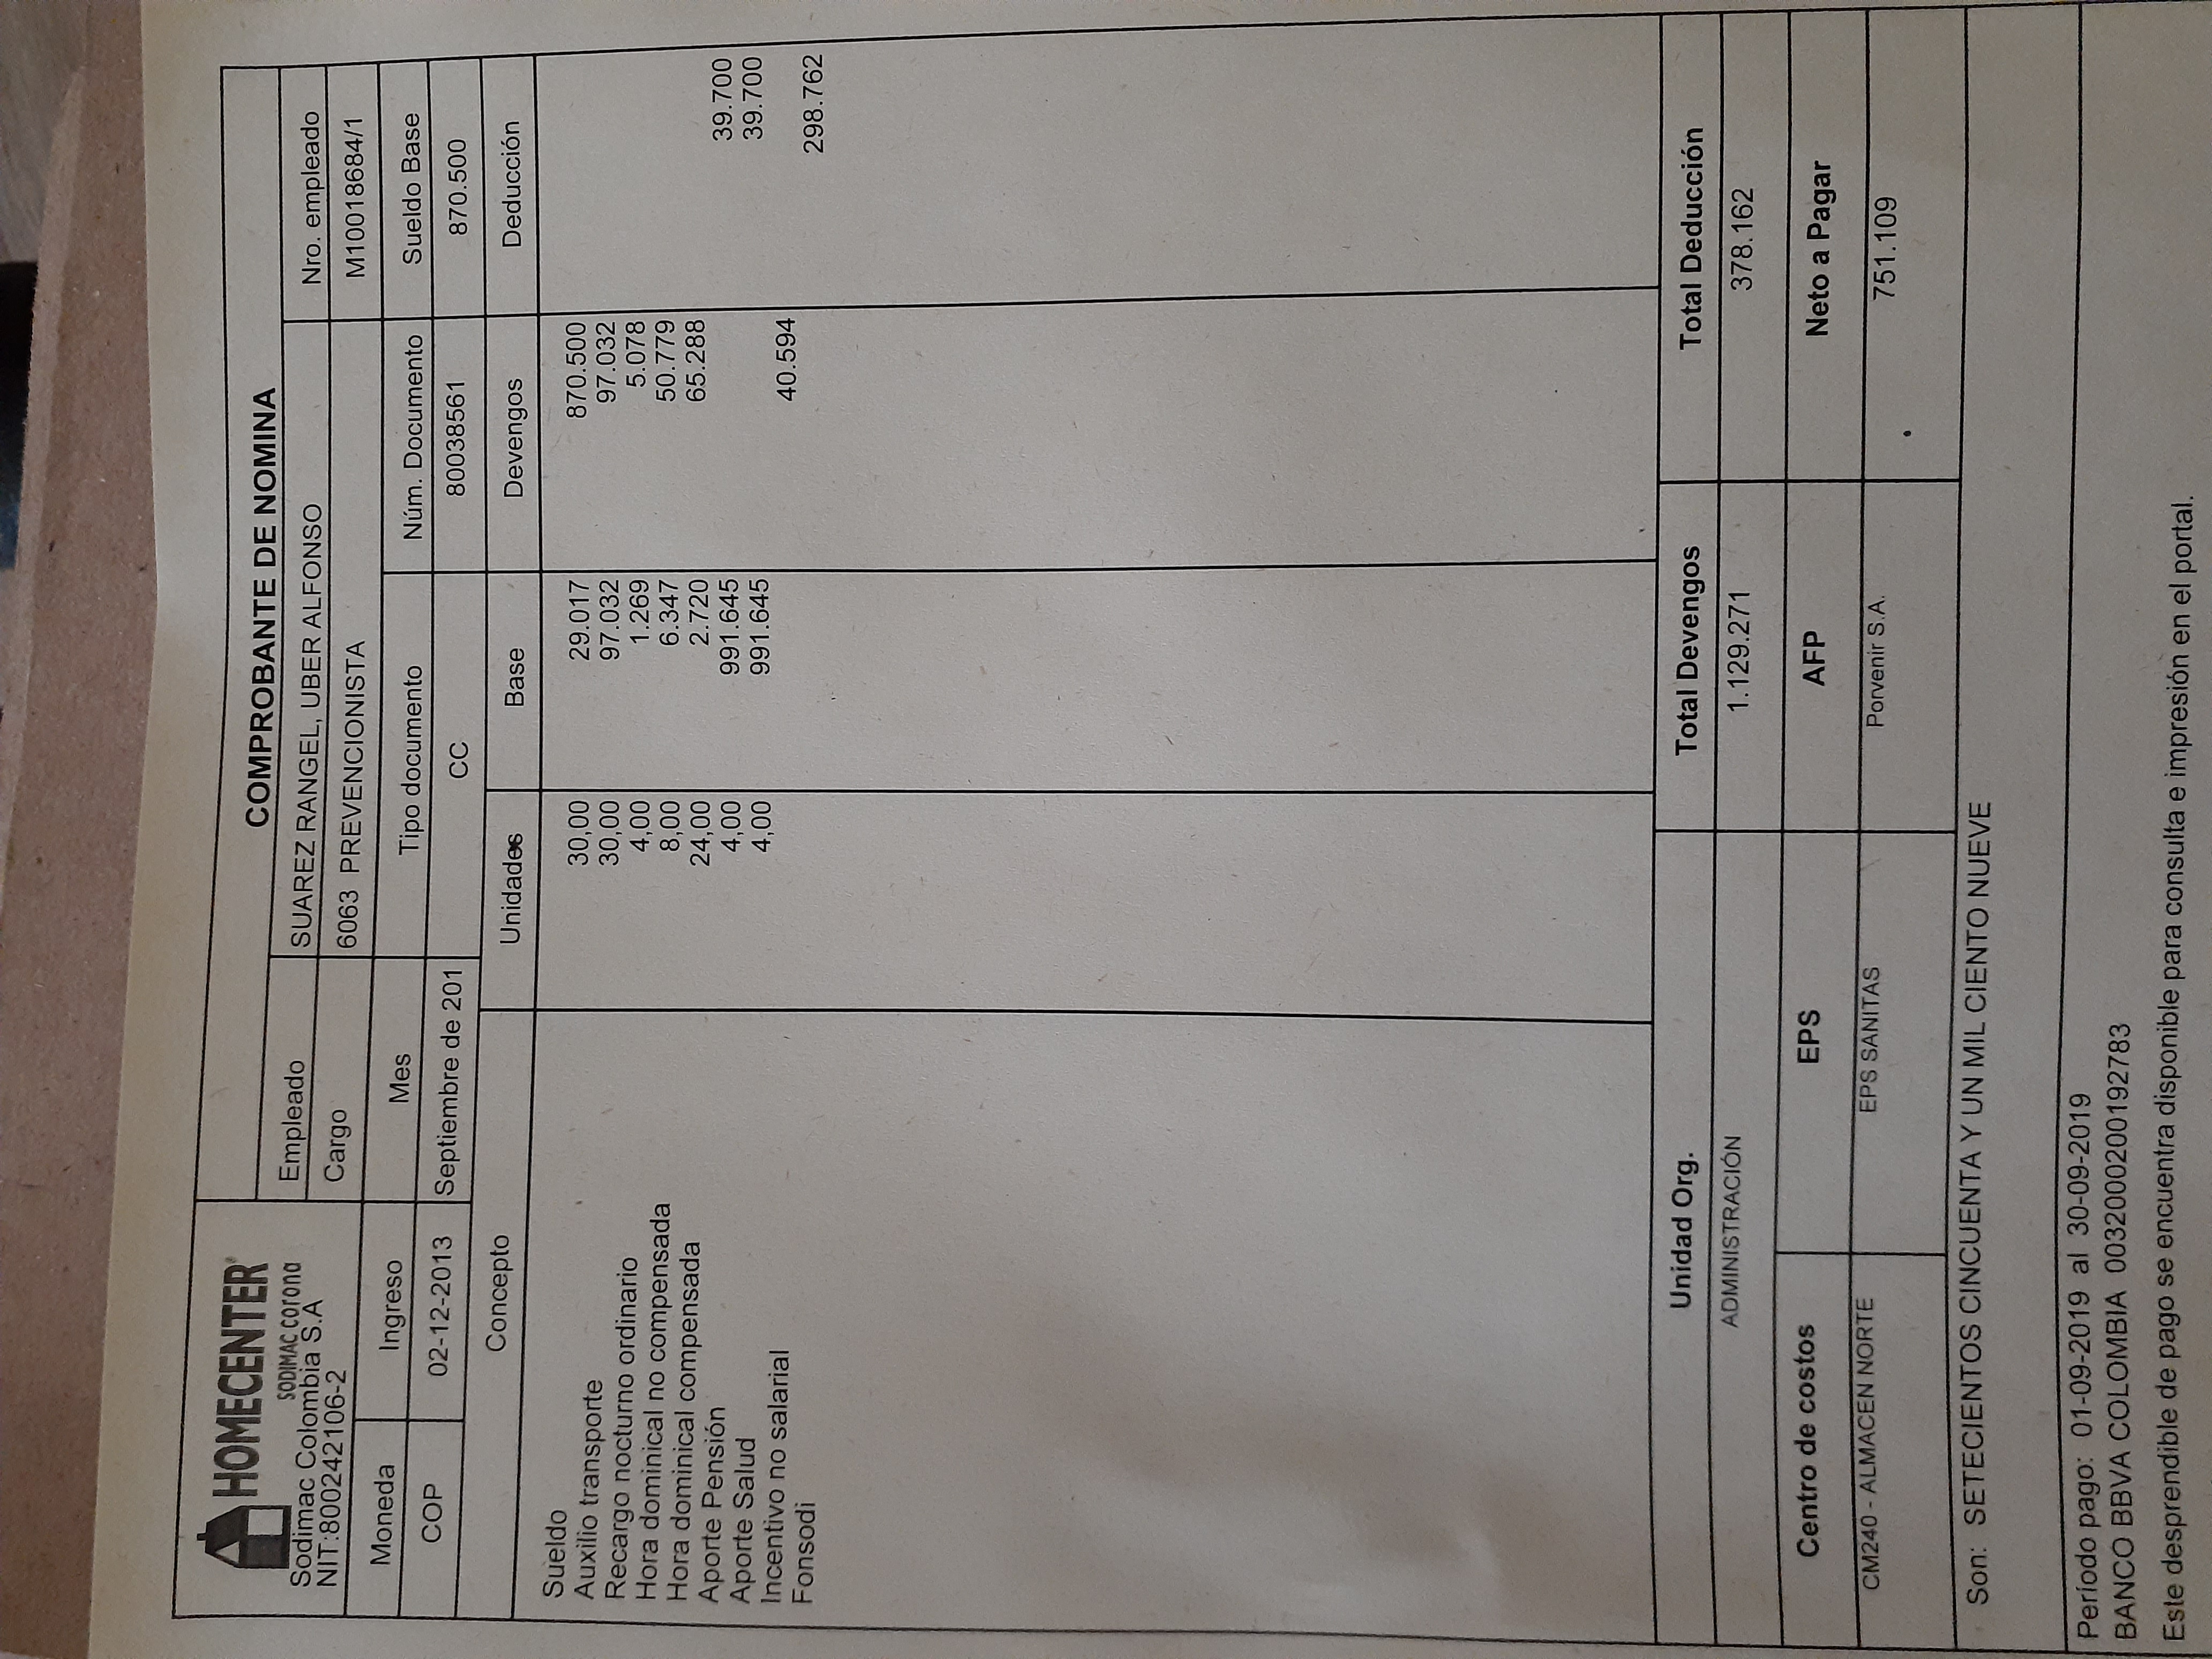 HOMECENTER
SODIMAC corona
Sodimac Colombia S.A
NIT:800242106-2
COMPROBANTE DE NOMINA
Empleado SUAREZ RANGEL, UBER ALFONSO Nro. empleado
Cargo 6063 PREVENCIONISTA M10018684/1
Moneda Ingreso Mes Tipo documento Núm. Documento Sueldo Base
COP 02-12-2013 Septiembre de 201 CC 80038561 870.500
Concepto Unidades Base Devengos Deducción
Sueldo 30,00 29.017 870.500
Auxilio transporte 30,00 97.032 97.032
Recargo nocturno ordinario 4,00 1.269 5.078
Hora dominical no compensada 8,00 6.347 50.779
Hora dominical compensada 24,00 2.720 65.288
Aporte Pensión 4,00 991.645 39.700
Aporte Salud 4,00 991.645 39.700
Incentivo no salarial 40.594
Fonsodi 298.762
Unidad Org. Total Devengos Total Deducción
ADMINISTRACIÓN 1.129.271 378.162
Centro de costos EPS AFP Neto a Pagar
CM240 - ALMACEN NORTE EPS SANITAS Porvenir S.A. 751.109
Son: SETECIENTOS CINCUENTA Y UN MIL CIENTO NUEVE
Período pago: 01-09-2019 al 30-09-2019
BANCO BBVA COLOMBIA 0032000200192783
Este desprendible de pago se encuentra disponible para consulta e impresión en el portal.